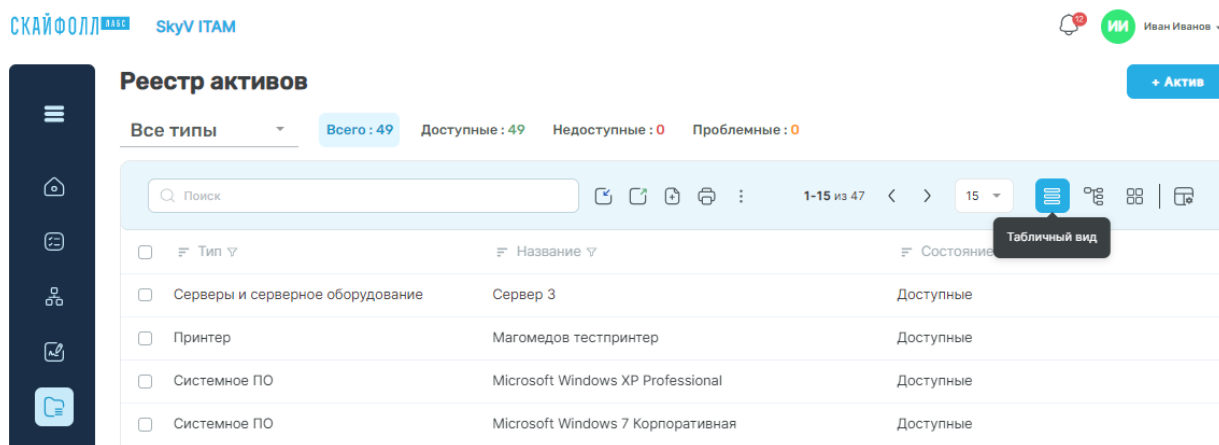 СКАЙФОЛЛ ЛАБС SkyV ITAM 12 ИИ Иван Иванов
Реестр активов + Актив
Все типы Всего : 49 Доступные : 49 Недоступные : 0 Проблемные : 0
Поиск 1-15 из 47 15
Табличный вид
Тип Название Состояние
Серверы и серверное оборудование Сервер 3 Доступные
Принтер Магомедов тестпринтер Доступные
Системное ПО Microsoft Windows XP Professional Доступные
Системное ПО Microsoft Windows 7 Корпоративная Доступные